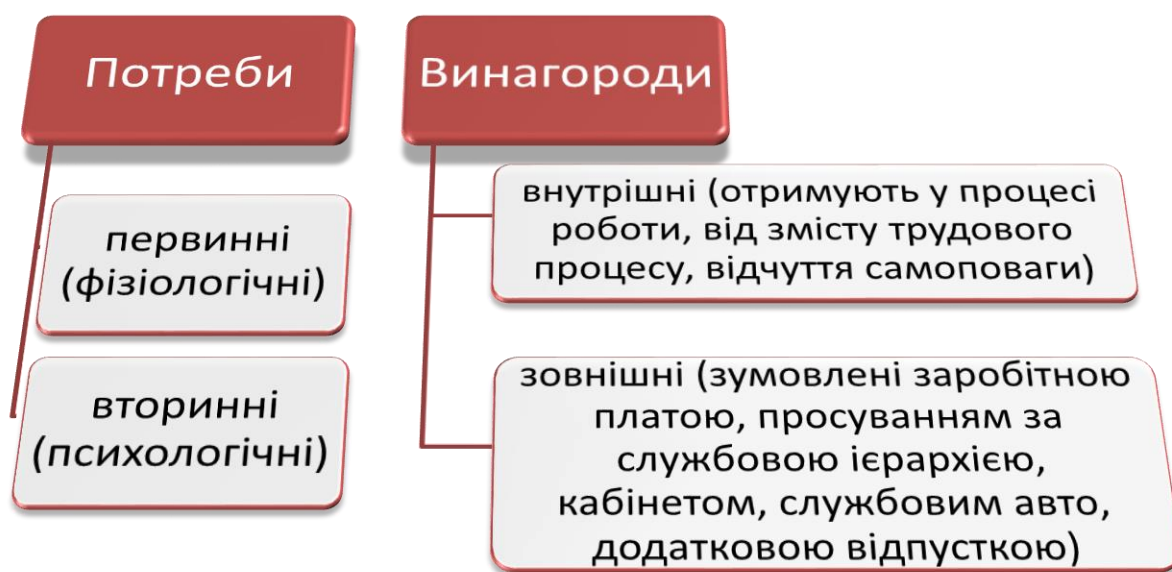 Потреби
первинні
(фізіологічні)
вторинні
(психологічні)
Винагороди
внутрішні (отримують у процесі
роботи, від змісту трудового
процесу, відчуття самоповаги)
зовнішні (зумовлені заробітною
платою, просуванням за
службовою ієрархією,
кабінетом, службовим авто,
додатковою відпусткою)